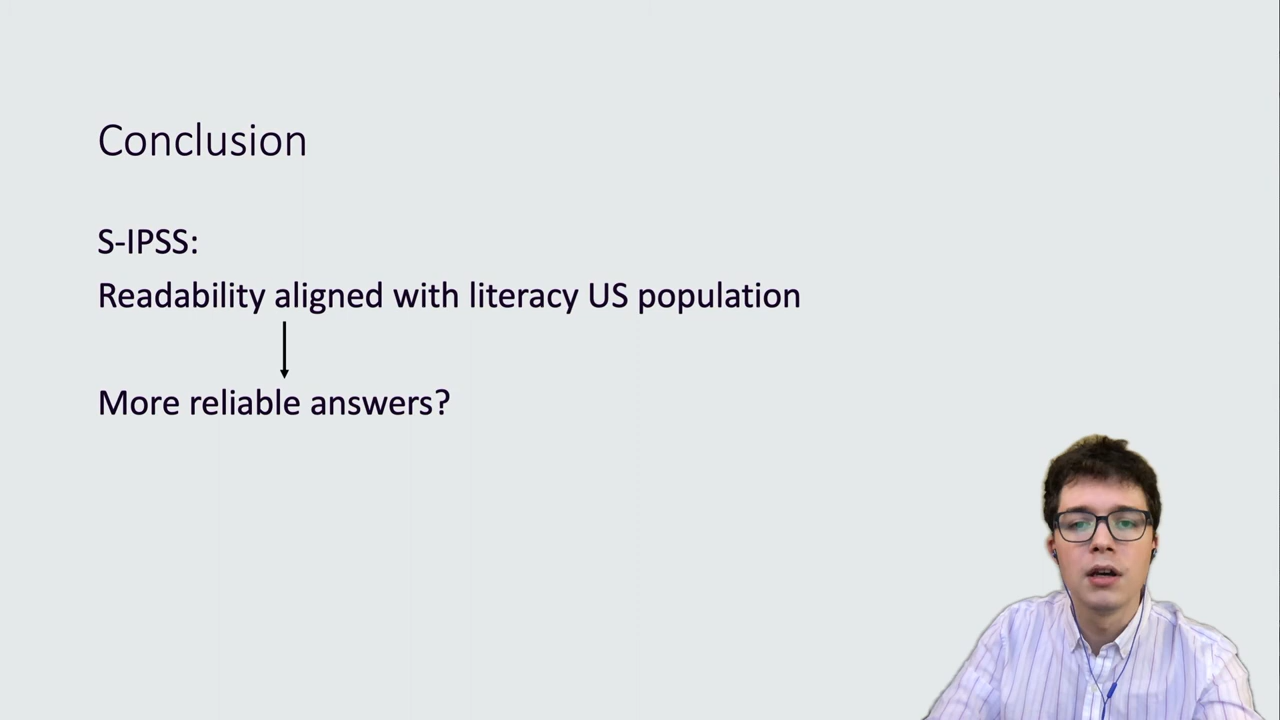 Conclusion
S-IPSS:
Readability aligned with literacy US population
More reliable answers?